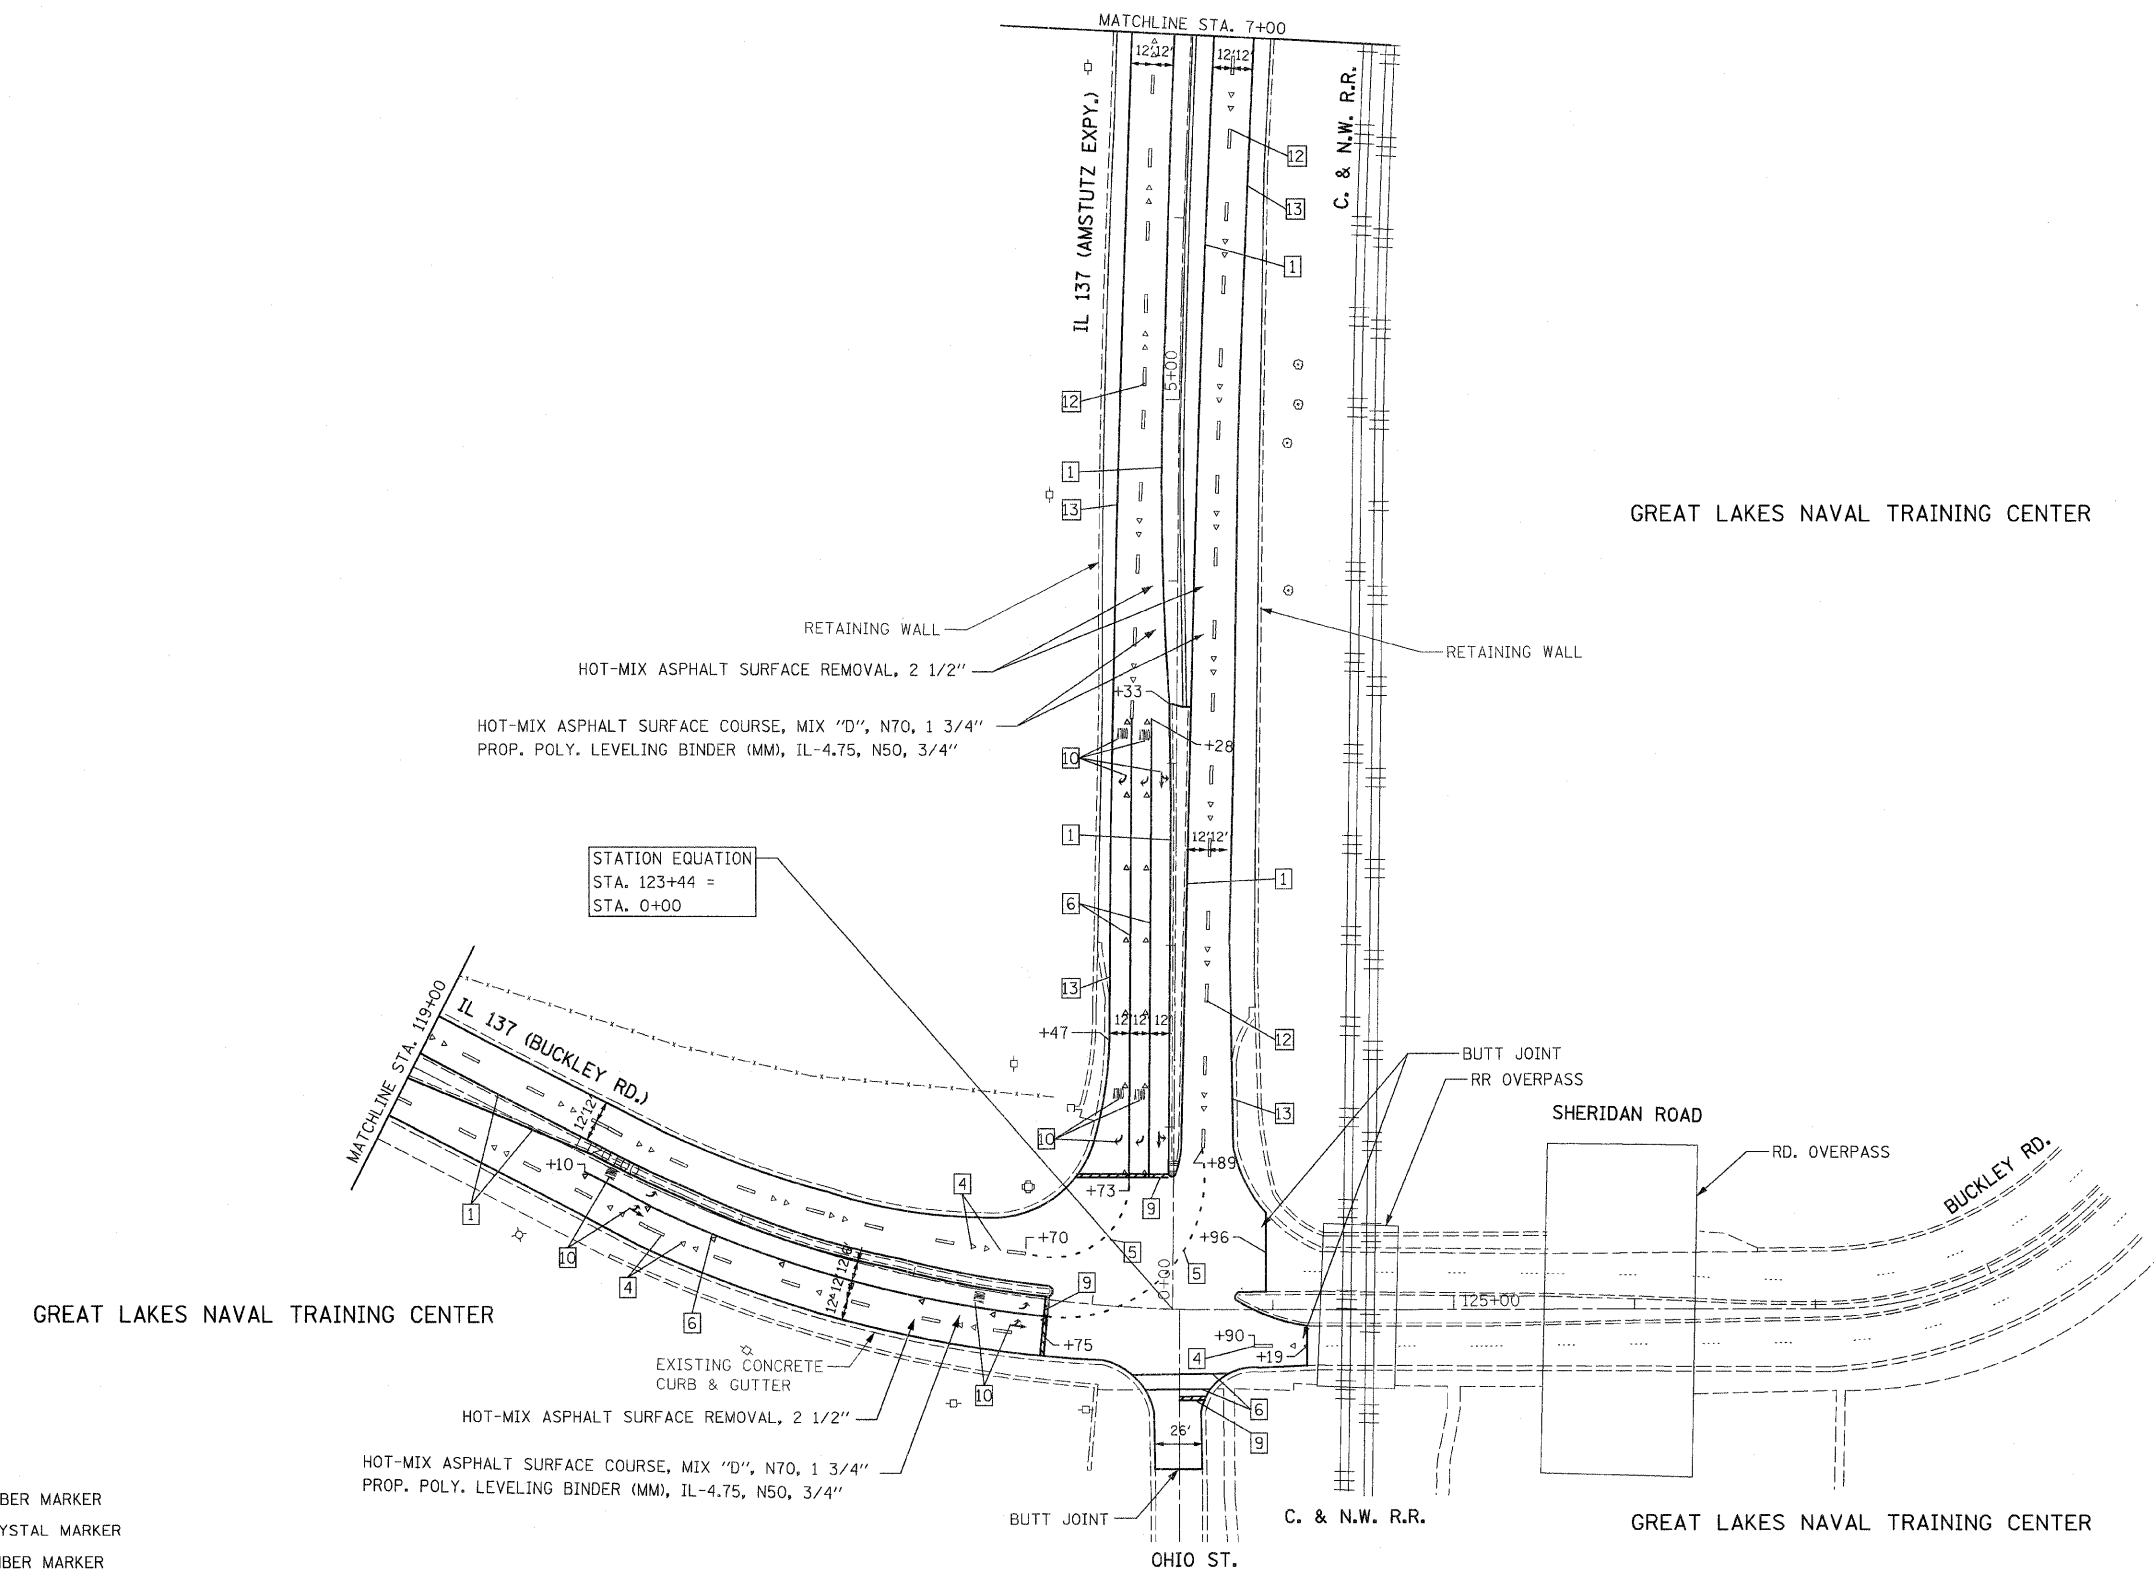 MATCHLINE STA. 7+00
12' 12'
12' 12'
IL 137 (AMSTUTZ EXPY.)
C. & N.W. R.R.
12
13
1
5+00
12
1
13
GREAT LAKES NAVAL TRAINING CENTER
RETAINING WALL
RETAINING WALL
HOT-MIX ASPHALT SURFACE REMOVAL, 2 1/2"
+33
HOT-MIX ASPHALT SURFACE COURSE, MIX "D", N70, 1 3/4"
PROP. POLY. LEVELING BINDER (MM), IL-4.75, N50, 3/4"
+28
10
1
12' 12'
STATION EQUATION
STA. 123+44 =
STA. 0+00
1
6
13
12' 12' 12'
+47
12
MATCHLINE STA. 119+00
IL 137 (BUCKLEY RD.)
BUTT JOINT
RR OVERPASS
SHERIDAN ROAD
RD. OVERPASS
BUCKLEY RD.
13
10
12' 12'
120+00
+10
+89
+73
9
4
1
10
4
6
+70
5
+96
5
0+00
12' 12' 12' 6'
9
125+00
GREAT LAKES NAVAL TRAINING CENTER
+75
+90
4
+19
EXISTING CONCRETE
CURB & GUTTER
10
6
9
26'
HOT-MIX ASPHALT SURFACE REMOVAL, 2 1/2"
HOT-MIX ASPHALT SURFACE COURSE, MIX "D", N70, 1 3/4"
PROP. POLY. LEVELING BINDER (MM), IL-4.75, N50, 3/4"
BUTT JOINT
C. & N.W. R.R.
GREAT LAKES NAVAL TRAINING CENTER
OHIO ST.
BER MARKER
YSTAL MARKER
BER MARKER